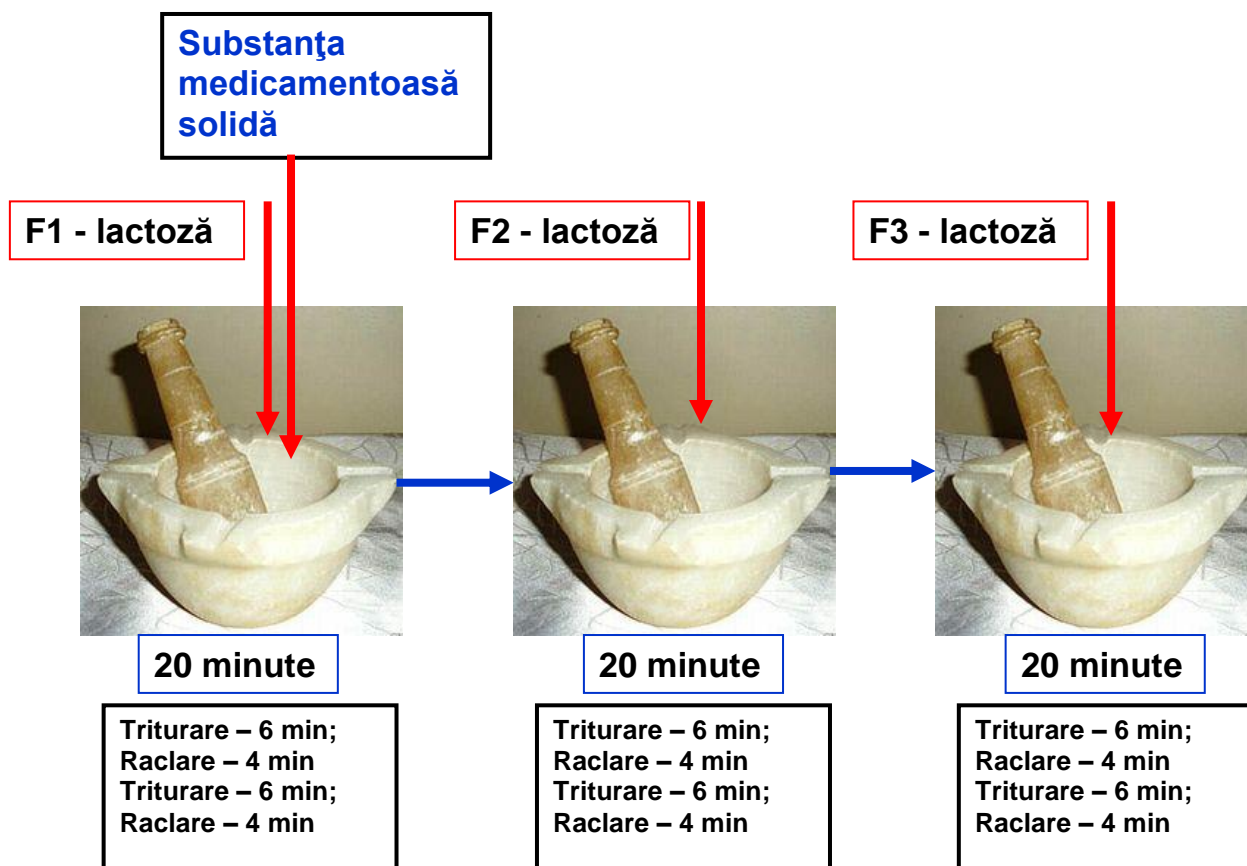 Substanţa
medicamentoasă
solidă
F1 - lactoză
F2 - lactoză
F3 - lactoză
20 minute
20 minute
20 minute
Triturare – 6 min;
Raclare – 4 min
Triturare – 6 min;
Raclare – 4 min
Triturare – 6 min;
Raclare – 4 min
Triturare – 6 min;
Raclare – 4 min
Triturare – 6 min;
Raclare – 4 min
Triturare – 6 min;
Raclare – 4 min